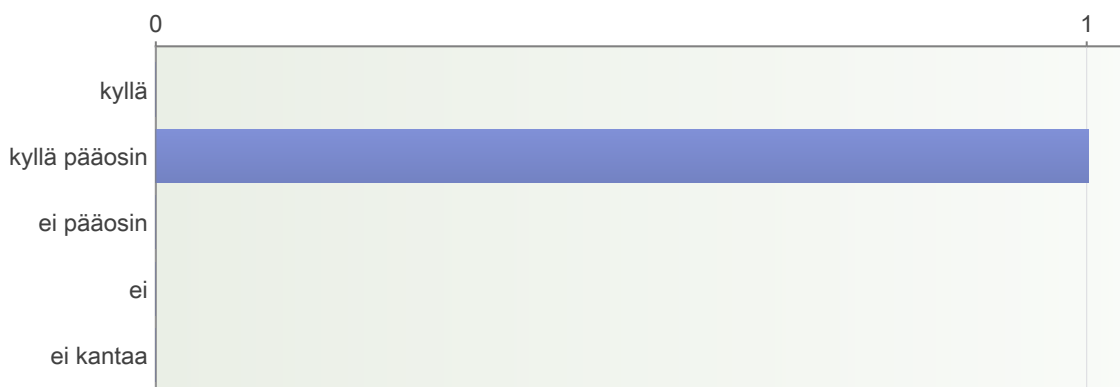 0 1
kyllä
kyllä pääosin
ei pääosin
ei
ei kantaa